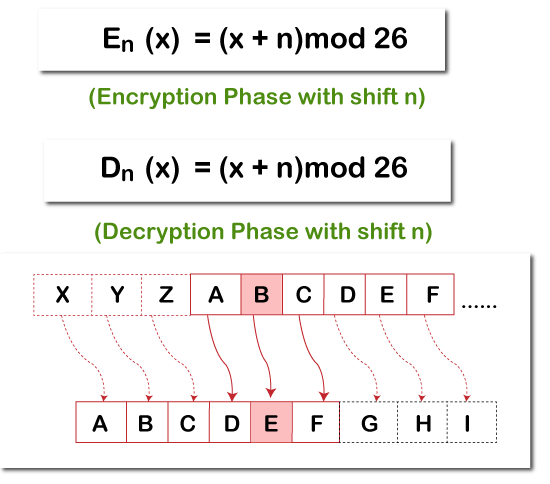 Eₙ (x) = (x + n)mod 26
(Encryption Phase with shift n)
Dₙ (x) = (x + n)mod 26
(Decryption Phase with shift n)
X Y Z A B C D E F ......
A B C D E F G H I